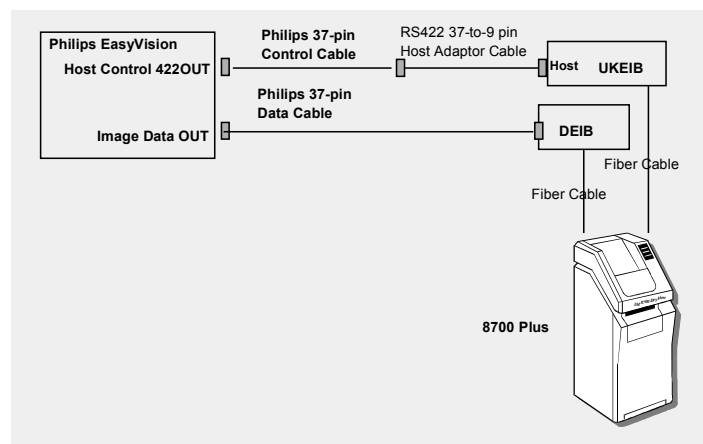 Philips EasyVision
Host Control 422OUT
Image Data OUT
Philips 37-pin
Control Cable
RS422 37-to-9 pin
Host Adaptor Cable
Philips 37-pin
Data Cable
Host
UKEIB
DEIB
Fiber Cable
Fiber Cable
8700 Plus